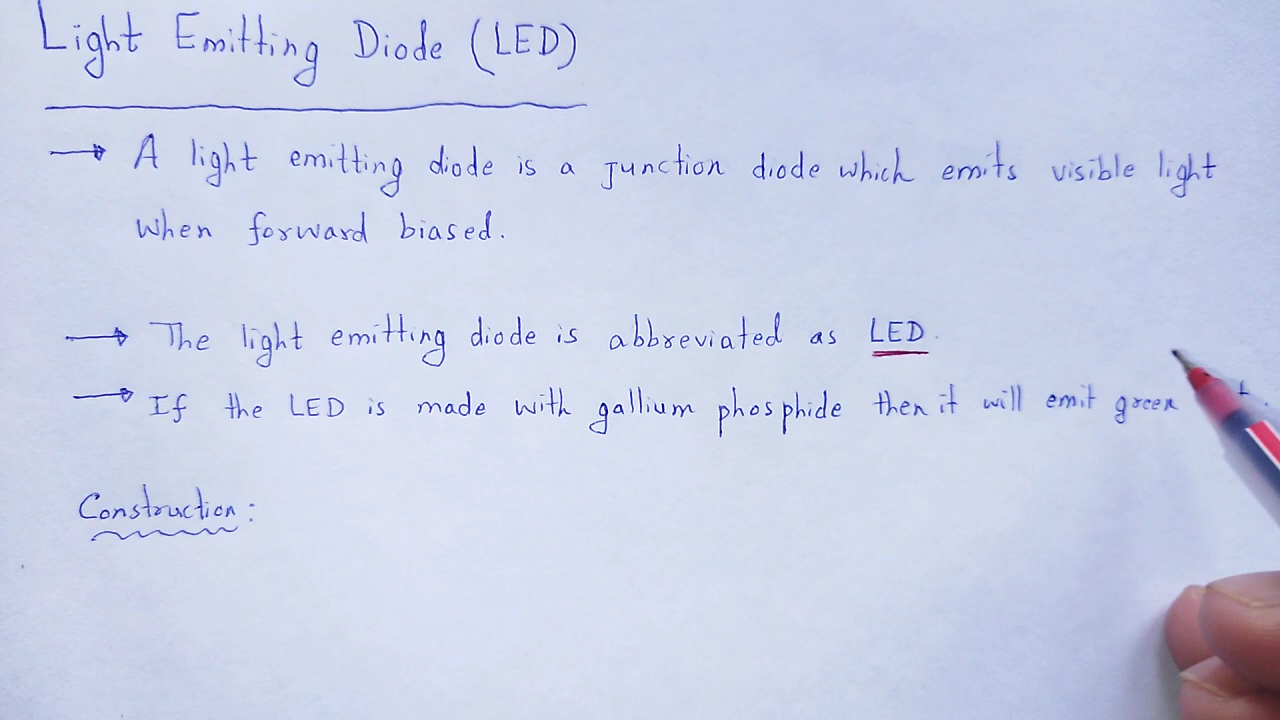 Light Emitting Diode (LED)
→ A light emitting diode is a junction diode which emits visible light
when forward biased.
→ The light emitting diode is abbreviated as LED.
→ If the LED is made with gallium phosphide then it will emit green
Construction: